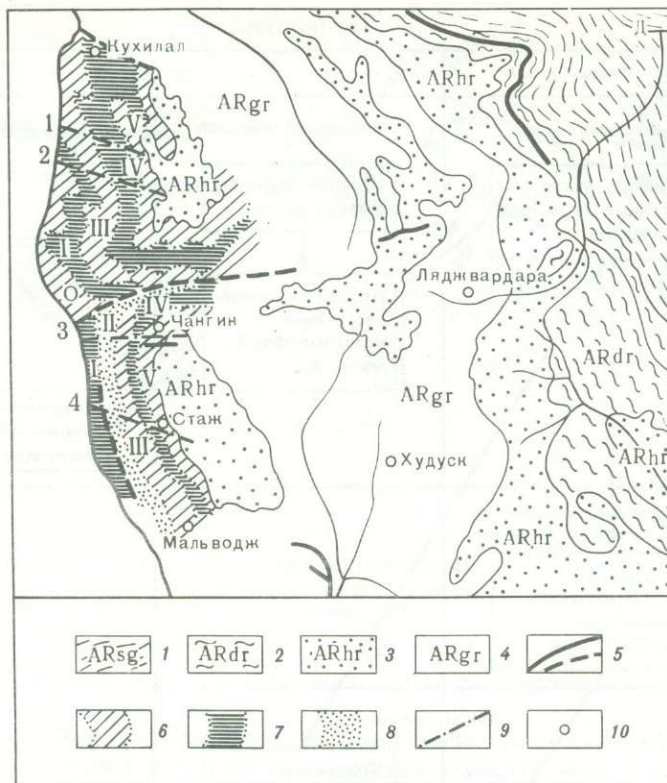 Д
Кухилал
ARhr
ARgr
1
V
2
IV
ARhr
III
I
Ляджвардара
О
IV
II
Чангин
3
ARdr
I
V
ARhr
ARgr
4
Стаж
III
ARhr
Худуск
ARhr
Мальводж
ARsg 1
ARdr 2
ARhr 3
ARgr 4
5
6
7
8
9
10